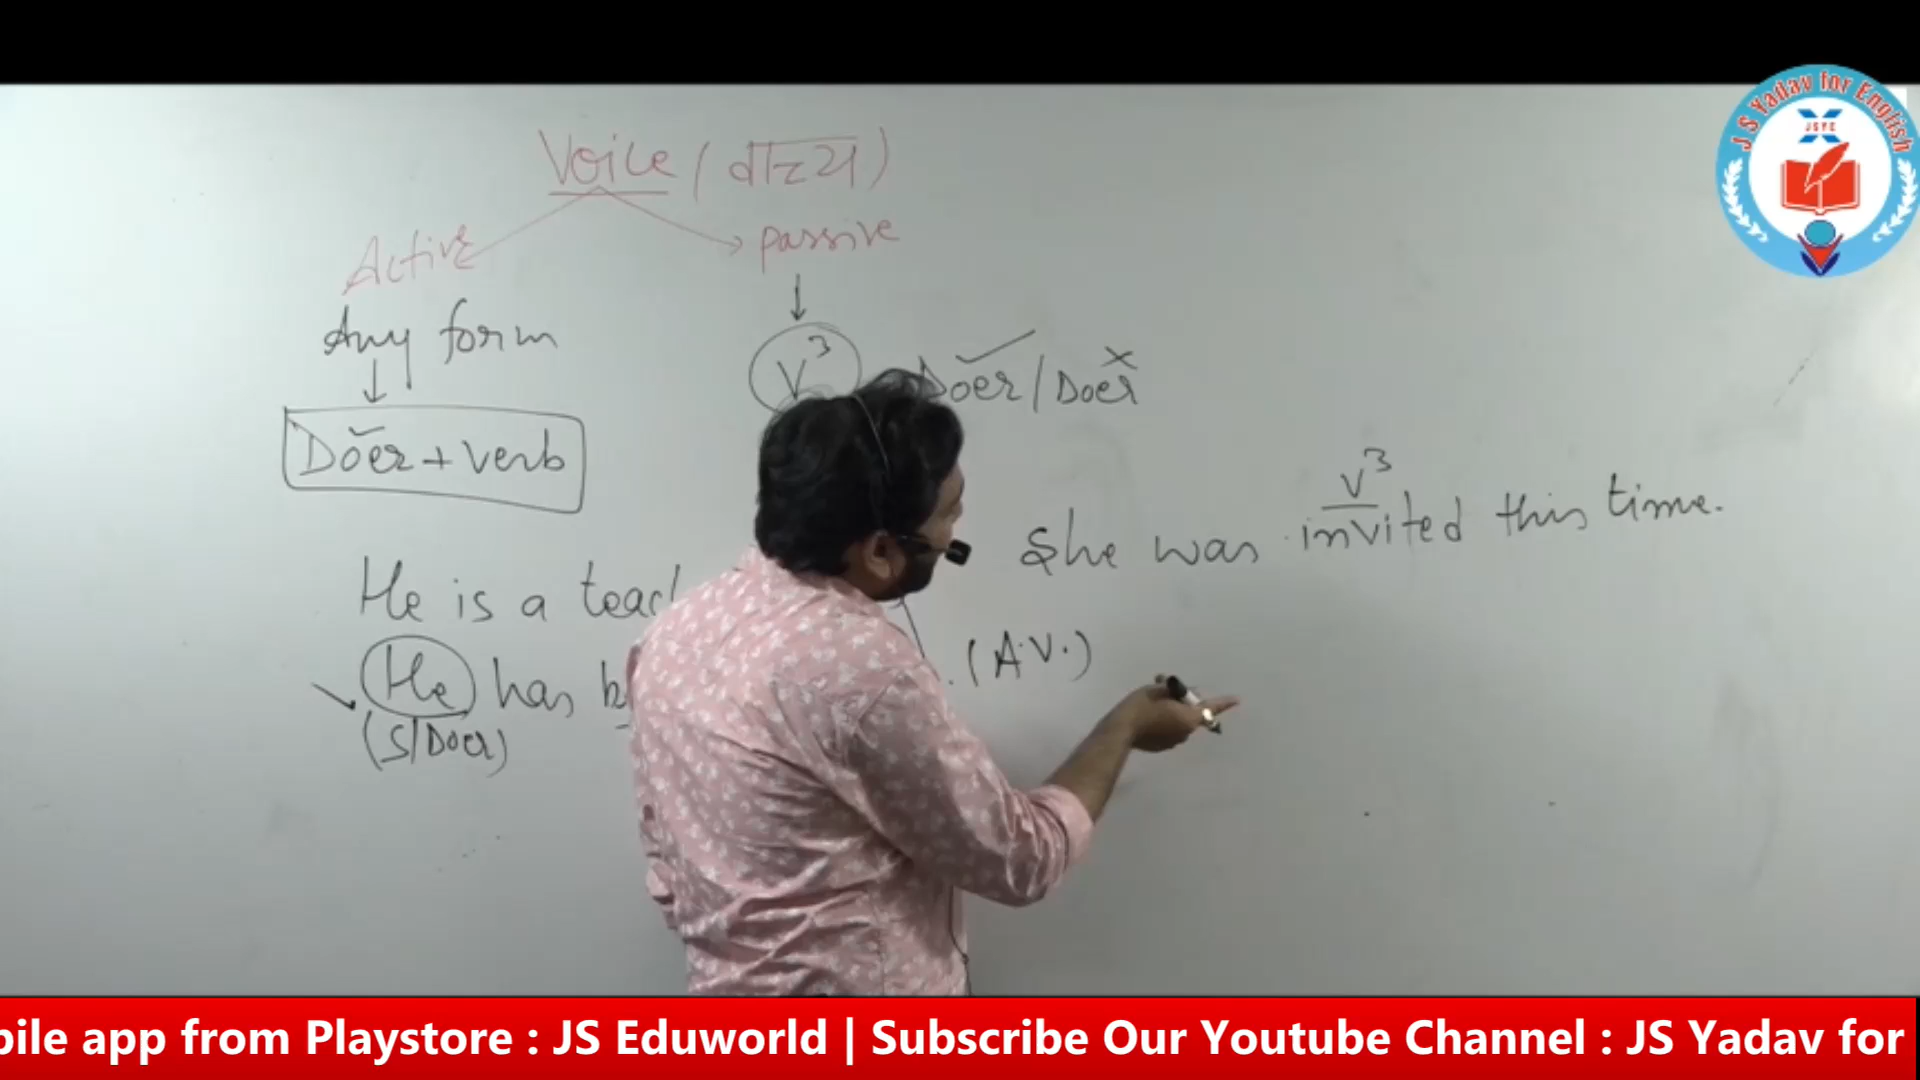 Voice (वाच्य)
Active
passive
Any form
V3
Doer / Doer
Doer + verb
V3
She was invited this time.
He is a teac
He has b
. (A.V.)
(S/Doer)
J S Yadav for English
JSYE
bile app from Playstore : JS Eduworld | Subscribe Our Youtube Channel : JS Yadav for